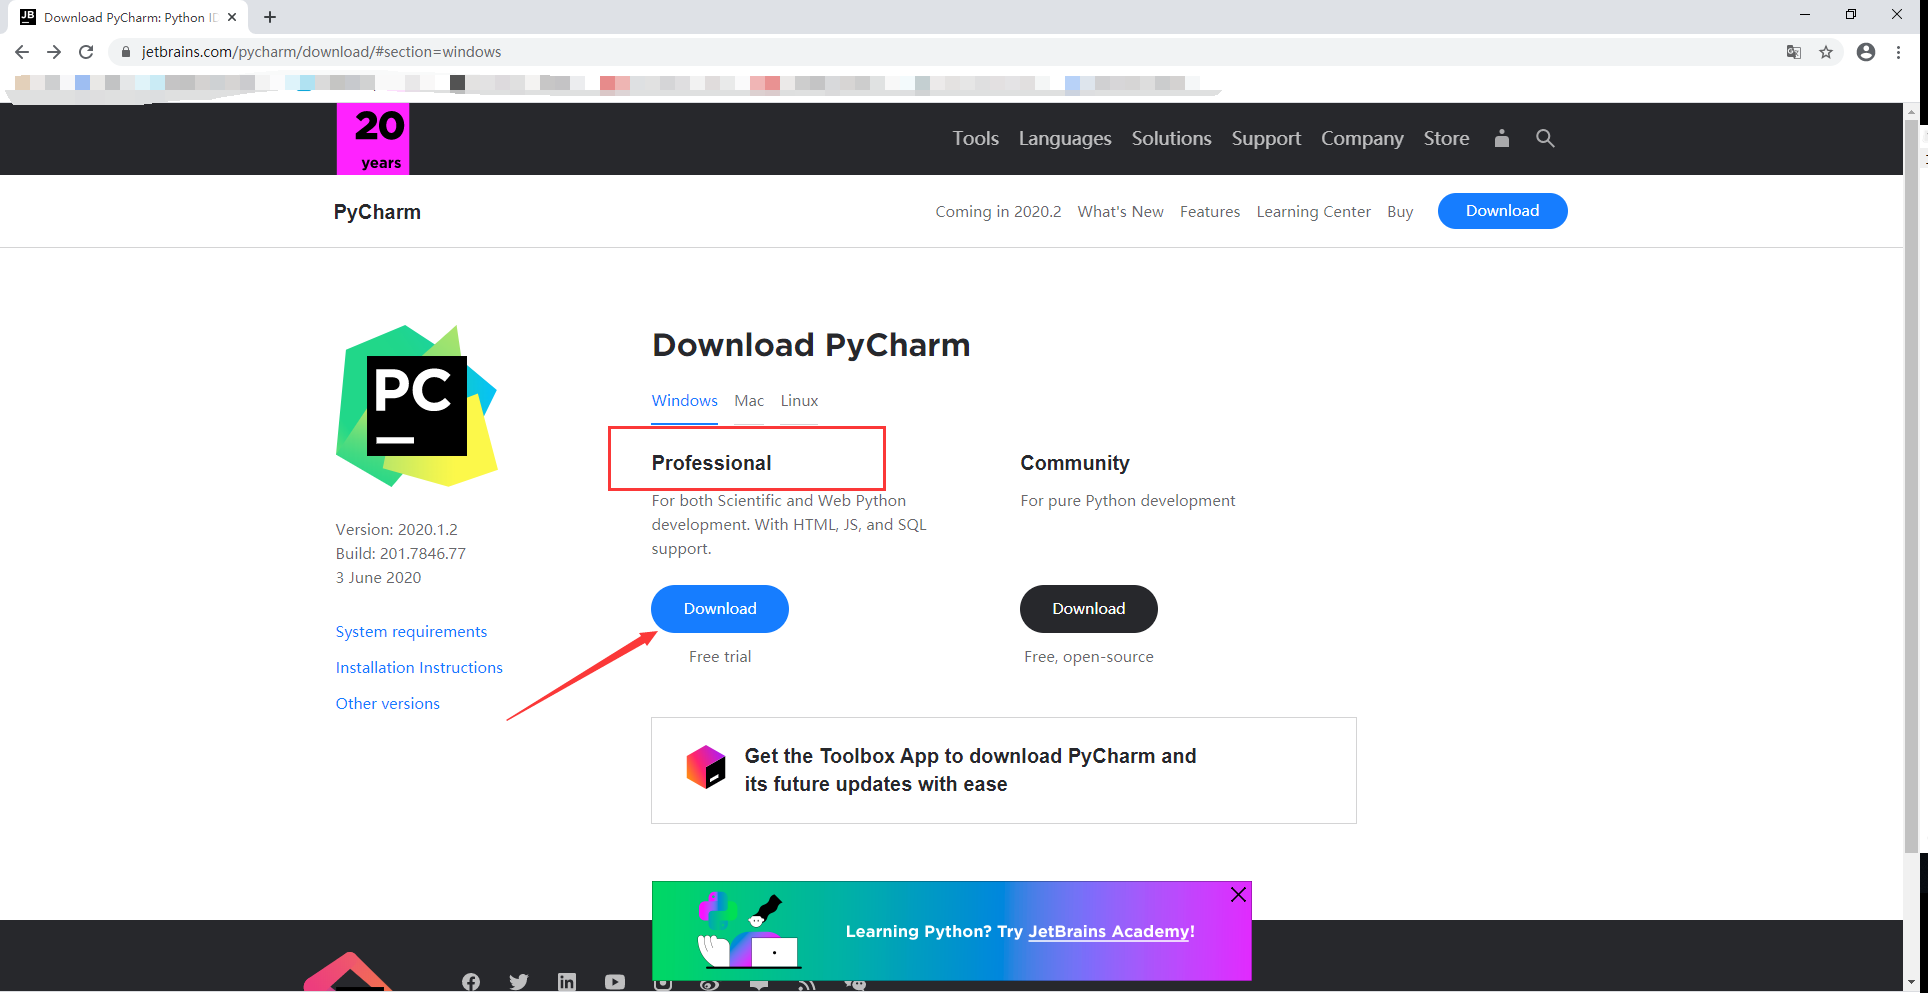 JB
Download PyCharm: Python ID
jetbrains.com/pycharm/download/#section=windows
20
years
Tools Languages Solutions Support Company Store
PyCharm
Coming in 2020.2 What's New Features Learning Center Buy Download
PC
Download PyCharm
Windows Mac Linux
Professional
For both Scientific and Web Python
development. With HTML, JS, and SQL
support.
Download
Free trial
Community
For pure Python development
Download
Free, open-source
Version: 2020.1.2
Build: 201.7846.77
3 June 2020
System requirements
Installation Instructions
Other versions
Get the Toolbox App to download PyCharm and
its future updates with ease
Learning Python? Try JetBrains Academy!